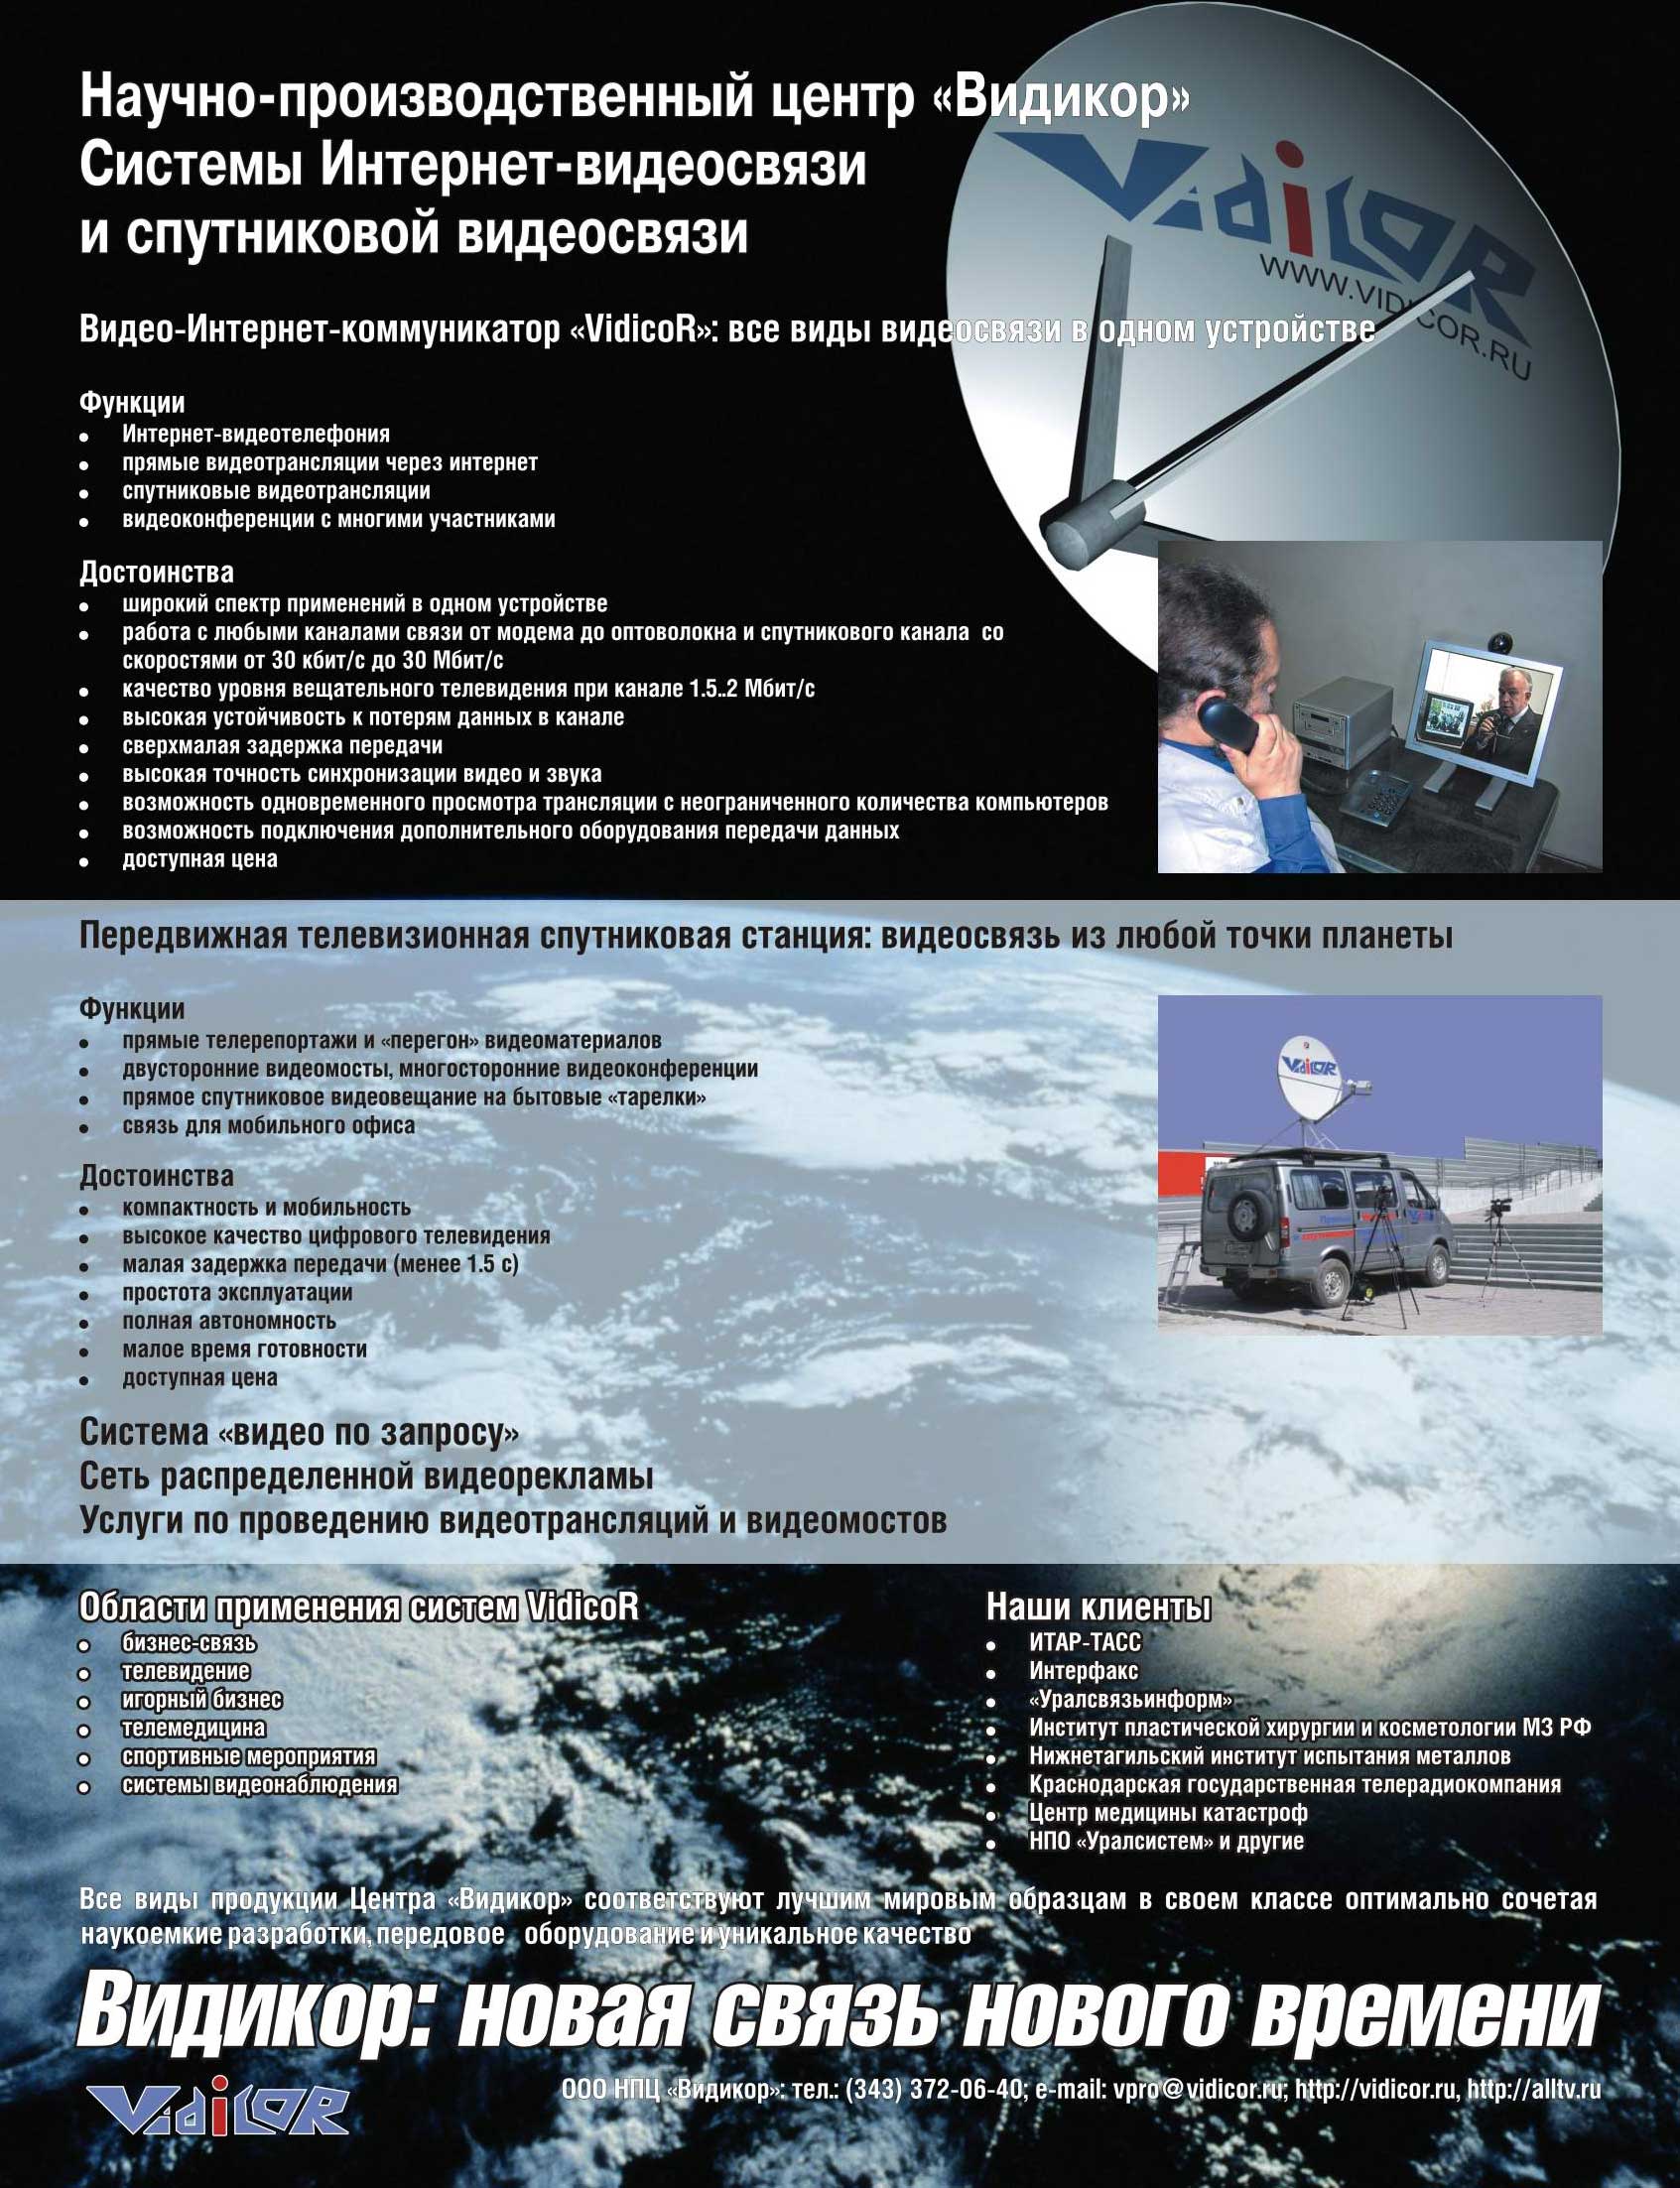 Научно-производственный центр «Видикор»
Системы Интернет-видеосвязи
и спутниковой видеосвязи
VidicoR
WWW.VIDICOR.RU
Видео-Интернет-коммуникатор «VidicoR»: все виды видеосвязи в одном устройстве
Функции
• Интернет-видеотелефония
• прямые видеотрансляции через интернет
• спутниковые видеотрансляции
• видеоконференции с многими участниками
Достоинства
• широкий спектр применений в одном устройстве
• работа с любыми каналами связи от модема до оптоволокна и спутникового канала со
скоростями от 30 кбит/с до 30 Мбит/с
• качество уровня вещательного телевидения при канале 1.5..2 Мбит/с
• высокая устойчивость к потерям данных в канале
• сверхмалая задержка передачи
• высокая точность синхронизации видео и звука
• возможность одновременного просмотра трансляции с неограниченного количества компьютеров
• возможность подключения дополнительного оборудования передачи данных
• доступная цена
Передвижная телевизионная спутниковая станция: видеосвязь из любой точки планеты
Функции
• прямые телерепортажи и «перегон» видеоматериалов
• двусторонние видеомосты, многосторонние видеоконференции
• прямое спутниковое видеовещание на бытовые «тарелки»
• связь для мобильного офиса
VidicoR
Достоинства
• компактность и мобильность
• высокое качество цифрового телевидения
• малая задержка передачи (менее 1.5 с)
• простота эксплуатации
• полная автономность
• малое время готовности
• доступная цена
Система «видео по запросу»
Сеть распределенной видеорекламы
Услуги по проведению видеотрансляций и видеомостов
Области применения систем VidicoR
• бизнес-связь
• телевидение
• игорный бизнес
• телемедицина
• спортивные мероприятия
• системы видеонаблюдения
Наши клиенты
• ИТАР-ТАСС
• Интерфакс
• «Уралсвязьинформ»
• Институт пластической хирургии и косметологии МЗ РФ
• Нижнетагильский институт испытания металлов
• Краснодарская государственная телерадиокомпания
• Центр медицины катастроф
• НПО «Уралсистем» и другие
Все виды продукции Центра «Видикор» соответствуют лучшим мировым образцам в своем классе оптимально сочетая
наукоемкие разработки, передовое оборудование и уникальное качество
Видикор: новая связь нового времени
VidicoR
ООО НПЦ «Видикор»: тел.: (343) 372-06-40; e-mail: vpro@vidicor.ru; http://vidicor.ru, http://alltv.ru